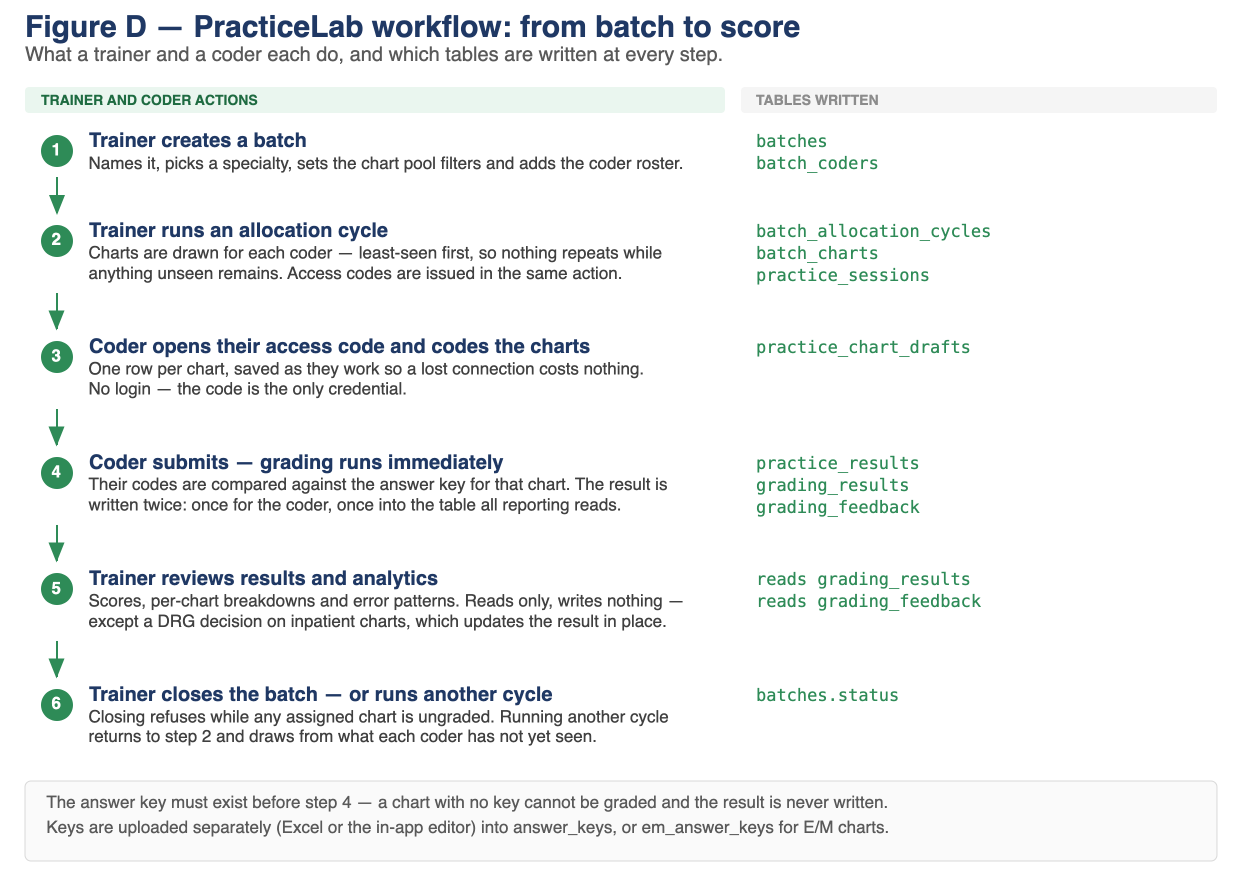 Figure D — PracticeLab workflow: from batch to score
What a trainer and a coder each do, and which tables are written at every step.
TRAINER AND CODER ACTIONS
TABLES WRITTEN
1
Trainer creates a batch
Names it, picks a specialty, sets the chart pool filters and adds the coder roster.
batches
batch_coders
2
Trainer runs an allocation cycle
Charts are drawn for each coder — least-seen first, so nothing repeats while
anything unseen remains. Access codes are issued in the same action.
batch_allocation_cycles
batch_charts
practice_sessions
3
Coder opens their access code and codes the charts
One row per chart, saved as they work so a lost connection costs nothing.
No login — the code is the only credential.
practice_chart_drafts
4
Coder submits — grading runs immediately
Their codes are compared against the answer key for that chart. The result is
written twice: once for the coder, once into the table all reporting reads.
practice_results
grading_results
grading_feedback
5
Trainer reviews results and analytics
Scores, per-chart breakdowns and error patterns. Reads only, writes nothing —
except a DRG decision on inpatient charts, which updates the result in place.
reads grading_results
reads grading_feedback
6
Trainer closes the batch — or runs another cycle
Closing refuses while any assigned chart is ungraded. Running another cycle
returns to step 2 and draws from what each coder has not yet seen.
batches.status
The answer key must exist before step 4 — a chart with no key cannot be graded and the result is never written.
Keys are uploaded separately (Excel or the in-app editor) into answer_keys, or em_answer_keys for E/M charts.